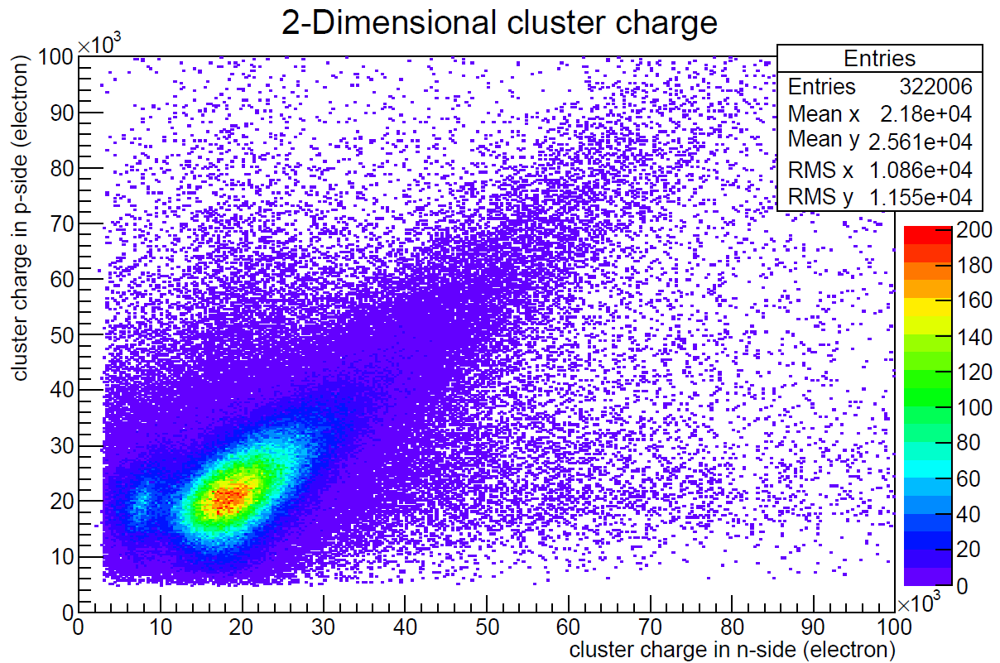 2-Dimensional cluster charge
×10³
cluster charge in p-side (electron)
100
90
80
70
60
50
40
30
20
10
0
Entries
Entries 322006
Mean x 2.18e+04
Mean y 2.561e+04
RMS x 1.086e+04
RMS y 1.155e+04
200
180
160
140
120
100
80
60
40
20
0
0 10 20 30 40 50 60 70 80 90 100
×10³
cluster charge in n-side (electron)